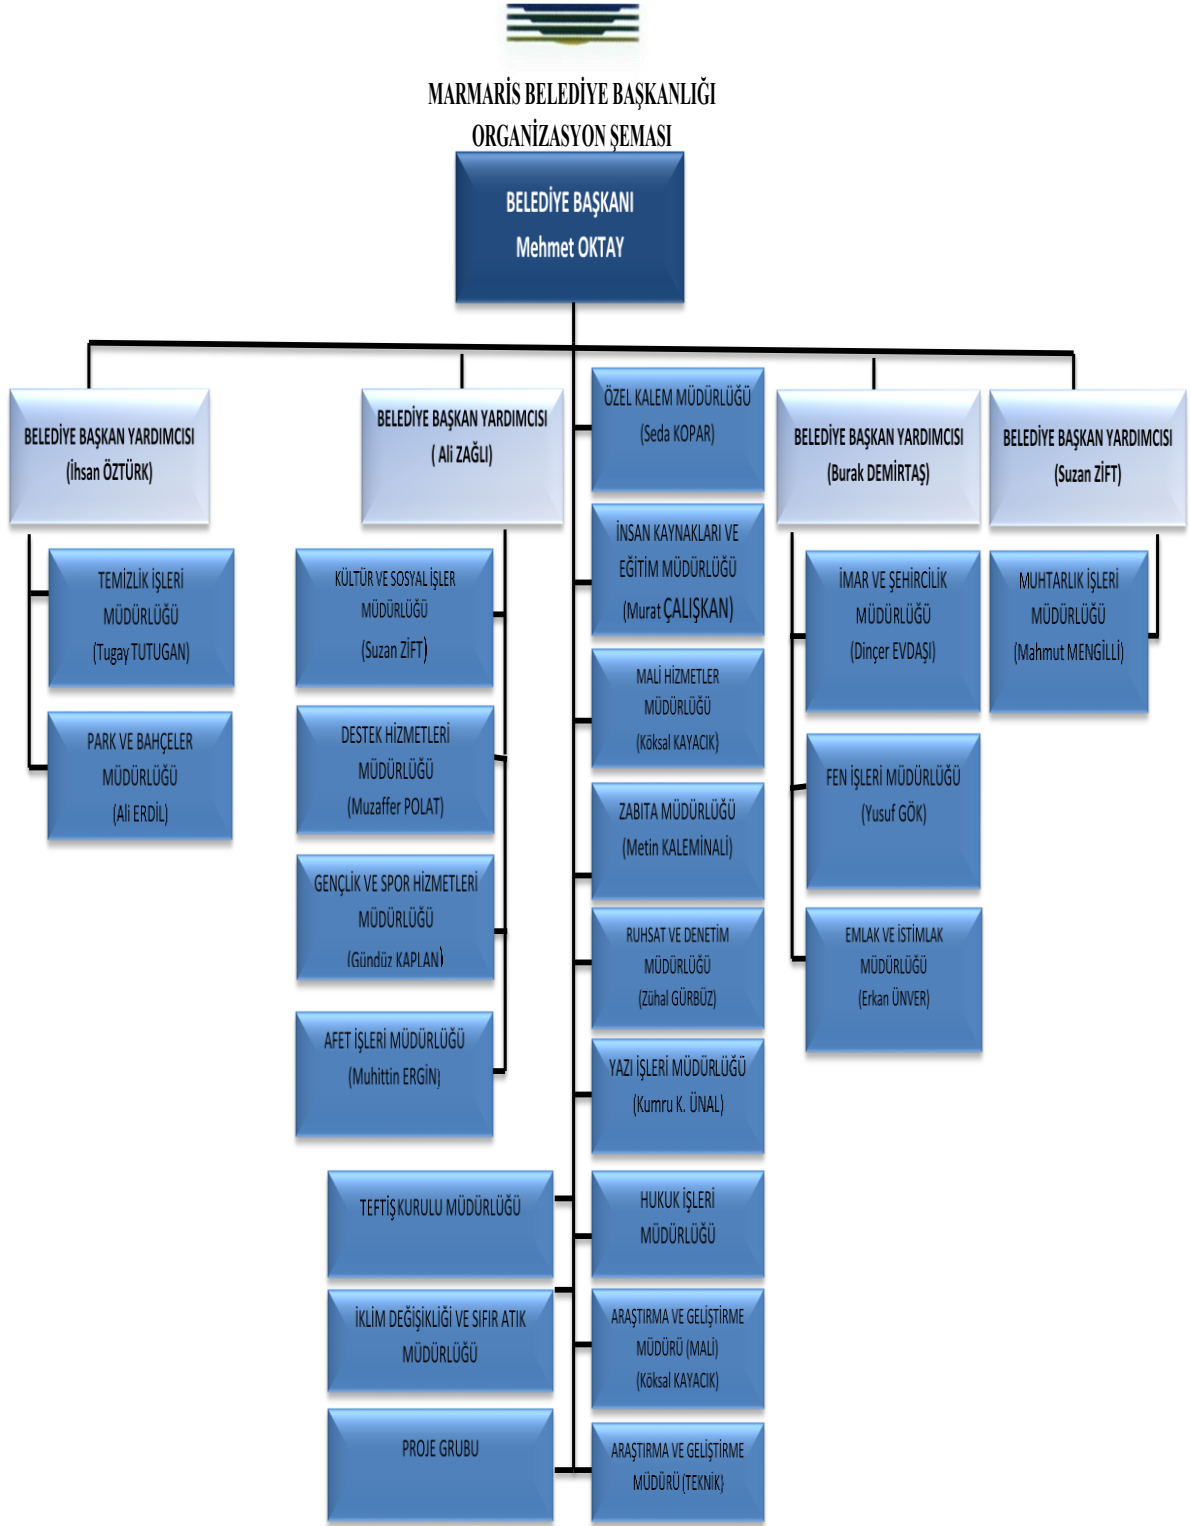 MARMARİS BELEDİYE BAŞKANLIĞI
ORGANİZASYON ŞEMASI
BELEDİYE BAŞKANI
Mehmet OKTAY
BELEDİYE BAŞKAN YARDIMCISI
(İhsan ÖZTÜRK)
TEMİZLİK İŞLERİ
MÜDÜRLÜĞÜ
(Tugay TUTUGAN)
PARK VE BAHÇELER
MÜDÜRLÜĞÜ
(Ali ERDİL)
BELEDİYE BAŞKAN YARDIMCISI
( Ali ZAĞLI)
KÜLTÜR VE SOSYAL İŞLER
MÜDÜRLÜĞÜ
(Suzan ZİFT)
DESTEK HİZMETLERİ
MÜDÜRLÜĞÜ
(Muzaffer POLAT)
GENÇLİK VE SPOR HİZMETLERİ
MÜDÜRLÜĞÜ
(Gündüz KAPLAN)
AFET İŞLERİ MÜDÜRLÜĞÜ
(Muhittin ERGİN)
ÖZEL KALEM MÜDÜRLÜĞÜ
(Seda KOPAR)
İNSAN KAYNAKLARI VE
EĞİTİM MÜDÜRLÜĞÜ
(Murat ÇALIŞKAN)
MALİ HİZMETLER
MÜDÜRLÜĞÜ
(Köksal KAYACIK)
ZABITA MÜDÜRLÜĞÜ
(Metin KALEMİNALİ)
RUHSAT VE DENETİM
MÜDÜRLÜĞÜ
(Zühal GÜRBÜZ)
YAZI İŞLERİ MÜDÜRLÜĞÜ
(Kumru K. ÜNAL)
HUKUK İŞLERİ
MÜDÜRLÜĞÜ
ARAŞTIRMA VE GELİŞTİRME
MÜDÜRÜ (MALİ)
(Köksal KAYACIK)
ARAŞTIRMA VE GELİŞTİRME
MÜDÜRÜ (TEKNİK)
TEFTİŞ KURULU MÜDÜRLÜĞÜ
İKLİM DEĞİŞİKLİĞİ VE SIFIR ATIK
MÜDÜRLÜĞÜ
PROJE GRUBU
BELEDİYE BAŞKAN YARDIMCISI
(Burak DEMİRTAŞ)
İMAR VE ŞEHİRCİLİK
MÜDÜRLÜĞÜ
(Dinçer EVDAŞI)
FEN İŞLERİ MÜDÜRLÜĞÜ
(Yusuf GÖK)
EMLAK VE İSTİMLAK
MÜDÜRLÜĞÜ
(Erkan ÜNVER)
BELEDİYE BAŞKAN YARDIMCISI
(Suzan ZİFT)
MUHTARLIK İŞLERİ
MÜDÜRLÜĞÜ
(Mahmut MENGİLLİ)